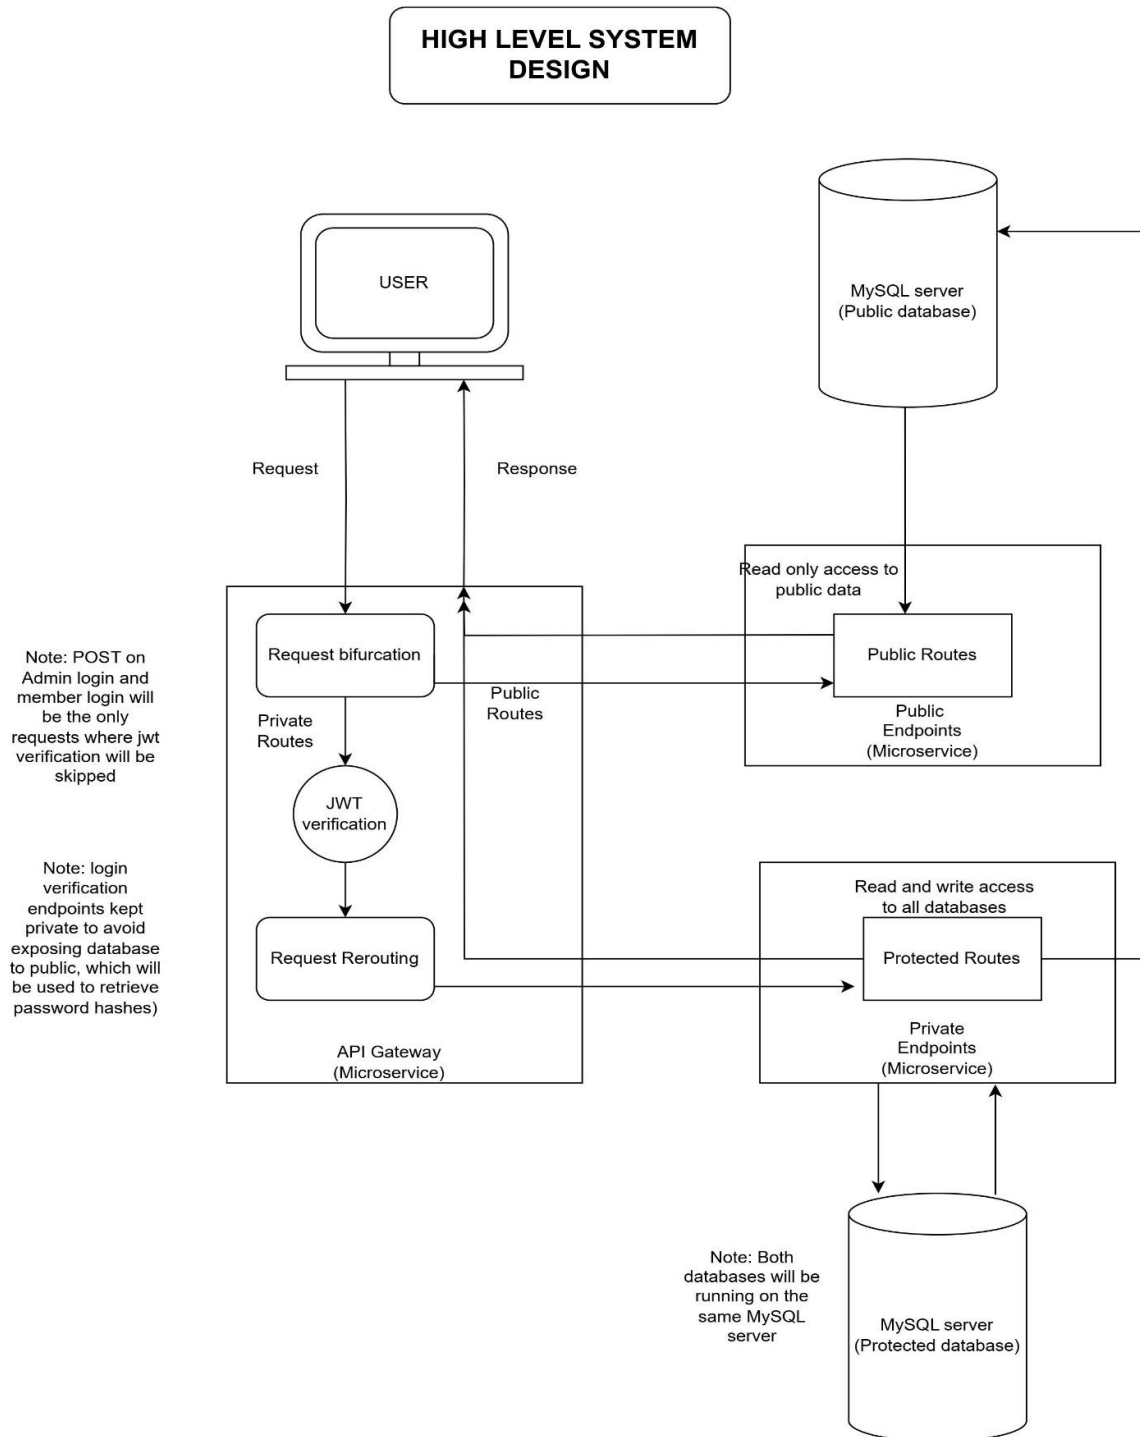 HIGH LEVEL SYSTEM
DESIGN
USER
MySQL server
(Public database)
Request
Response
Read only access to
public data
Request bifurcation
Public Routes
Note: POST on
Admin login and
member login will
be the only
requests where jwt
verification will be
skipped
Private
Routes
Public
Routes
Public
Endpoints
(Microservice)
JWT
verification
Note: login
verification
endpoints kept
private to avoid
exposing database
to public, which will
be used to retrieve
password hashes)
Read and write access
to all databases
Request Rerouting
Protected Routes
API Gateway
(Microservice)
Private
Endpoints
(Microservice)
Note: Both
databases will be
running on the
same MySQL
server
MySQL server
(Protected database)